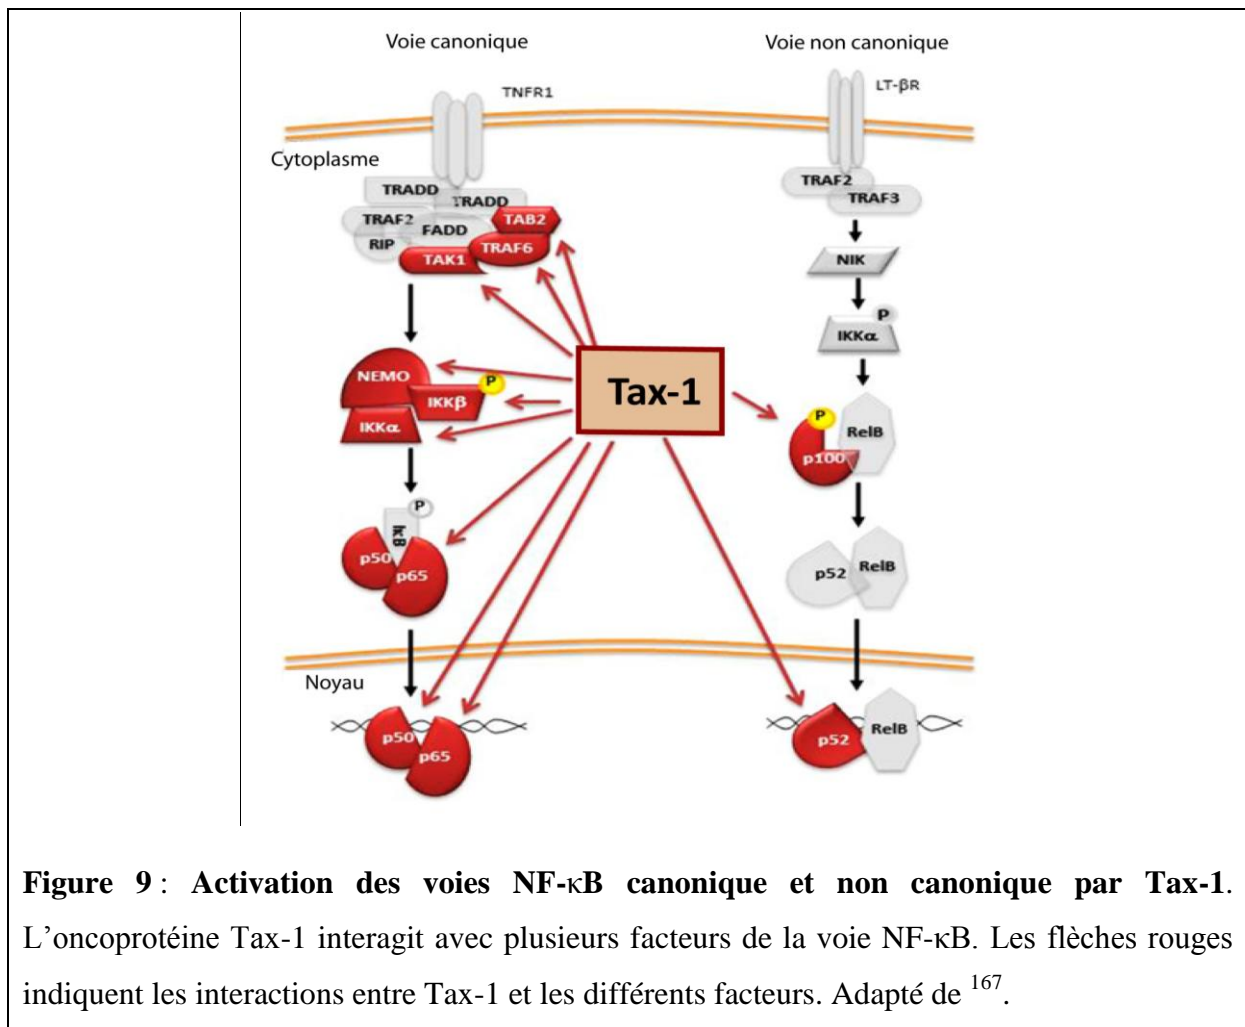 Voie canonique
Voie non canonique
TNFR1
LT-βR
Cytoplasme
TRADD
TRADD
TRAF2
FADD
TAB2
RIP
TRAF6
TAK1
TRAF2
TRAF3
NIK
P
IKKα
NEMO
P
IKKβ
IKKα
Tax-1
P
RelB
p100
P
IκB
p50
p65
p52
RelB
Noyau
p50
p65
p52
RelB
Figure 9 : Activation des voies NF-κB canonique et non canonique par Tax-1.
L’oncoprotéine Tax-1 interagit avec plusieurs facteurs de la voie NF-κB. Les flèches rouges
indiquent les interactions entre Tax-1 et les différents facteurs. Adapté de 167.